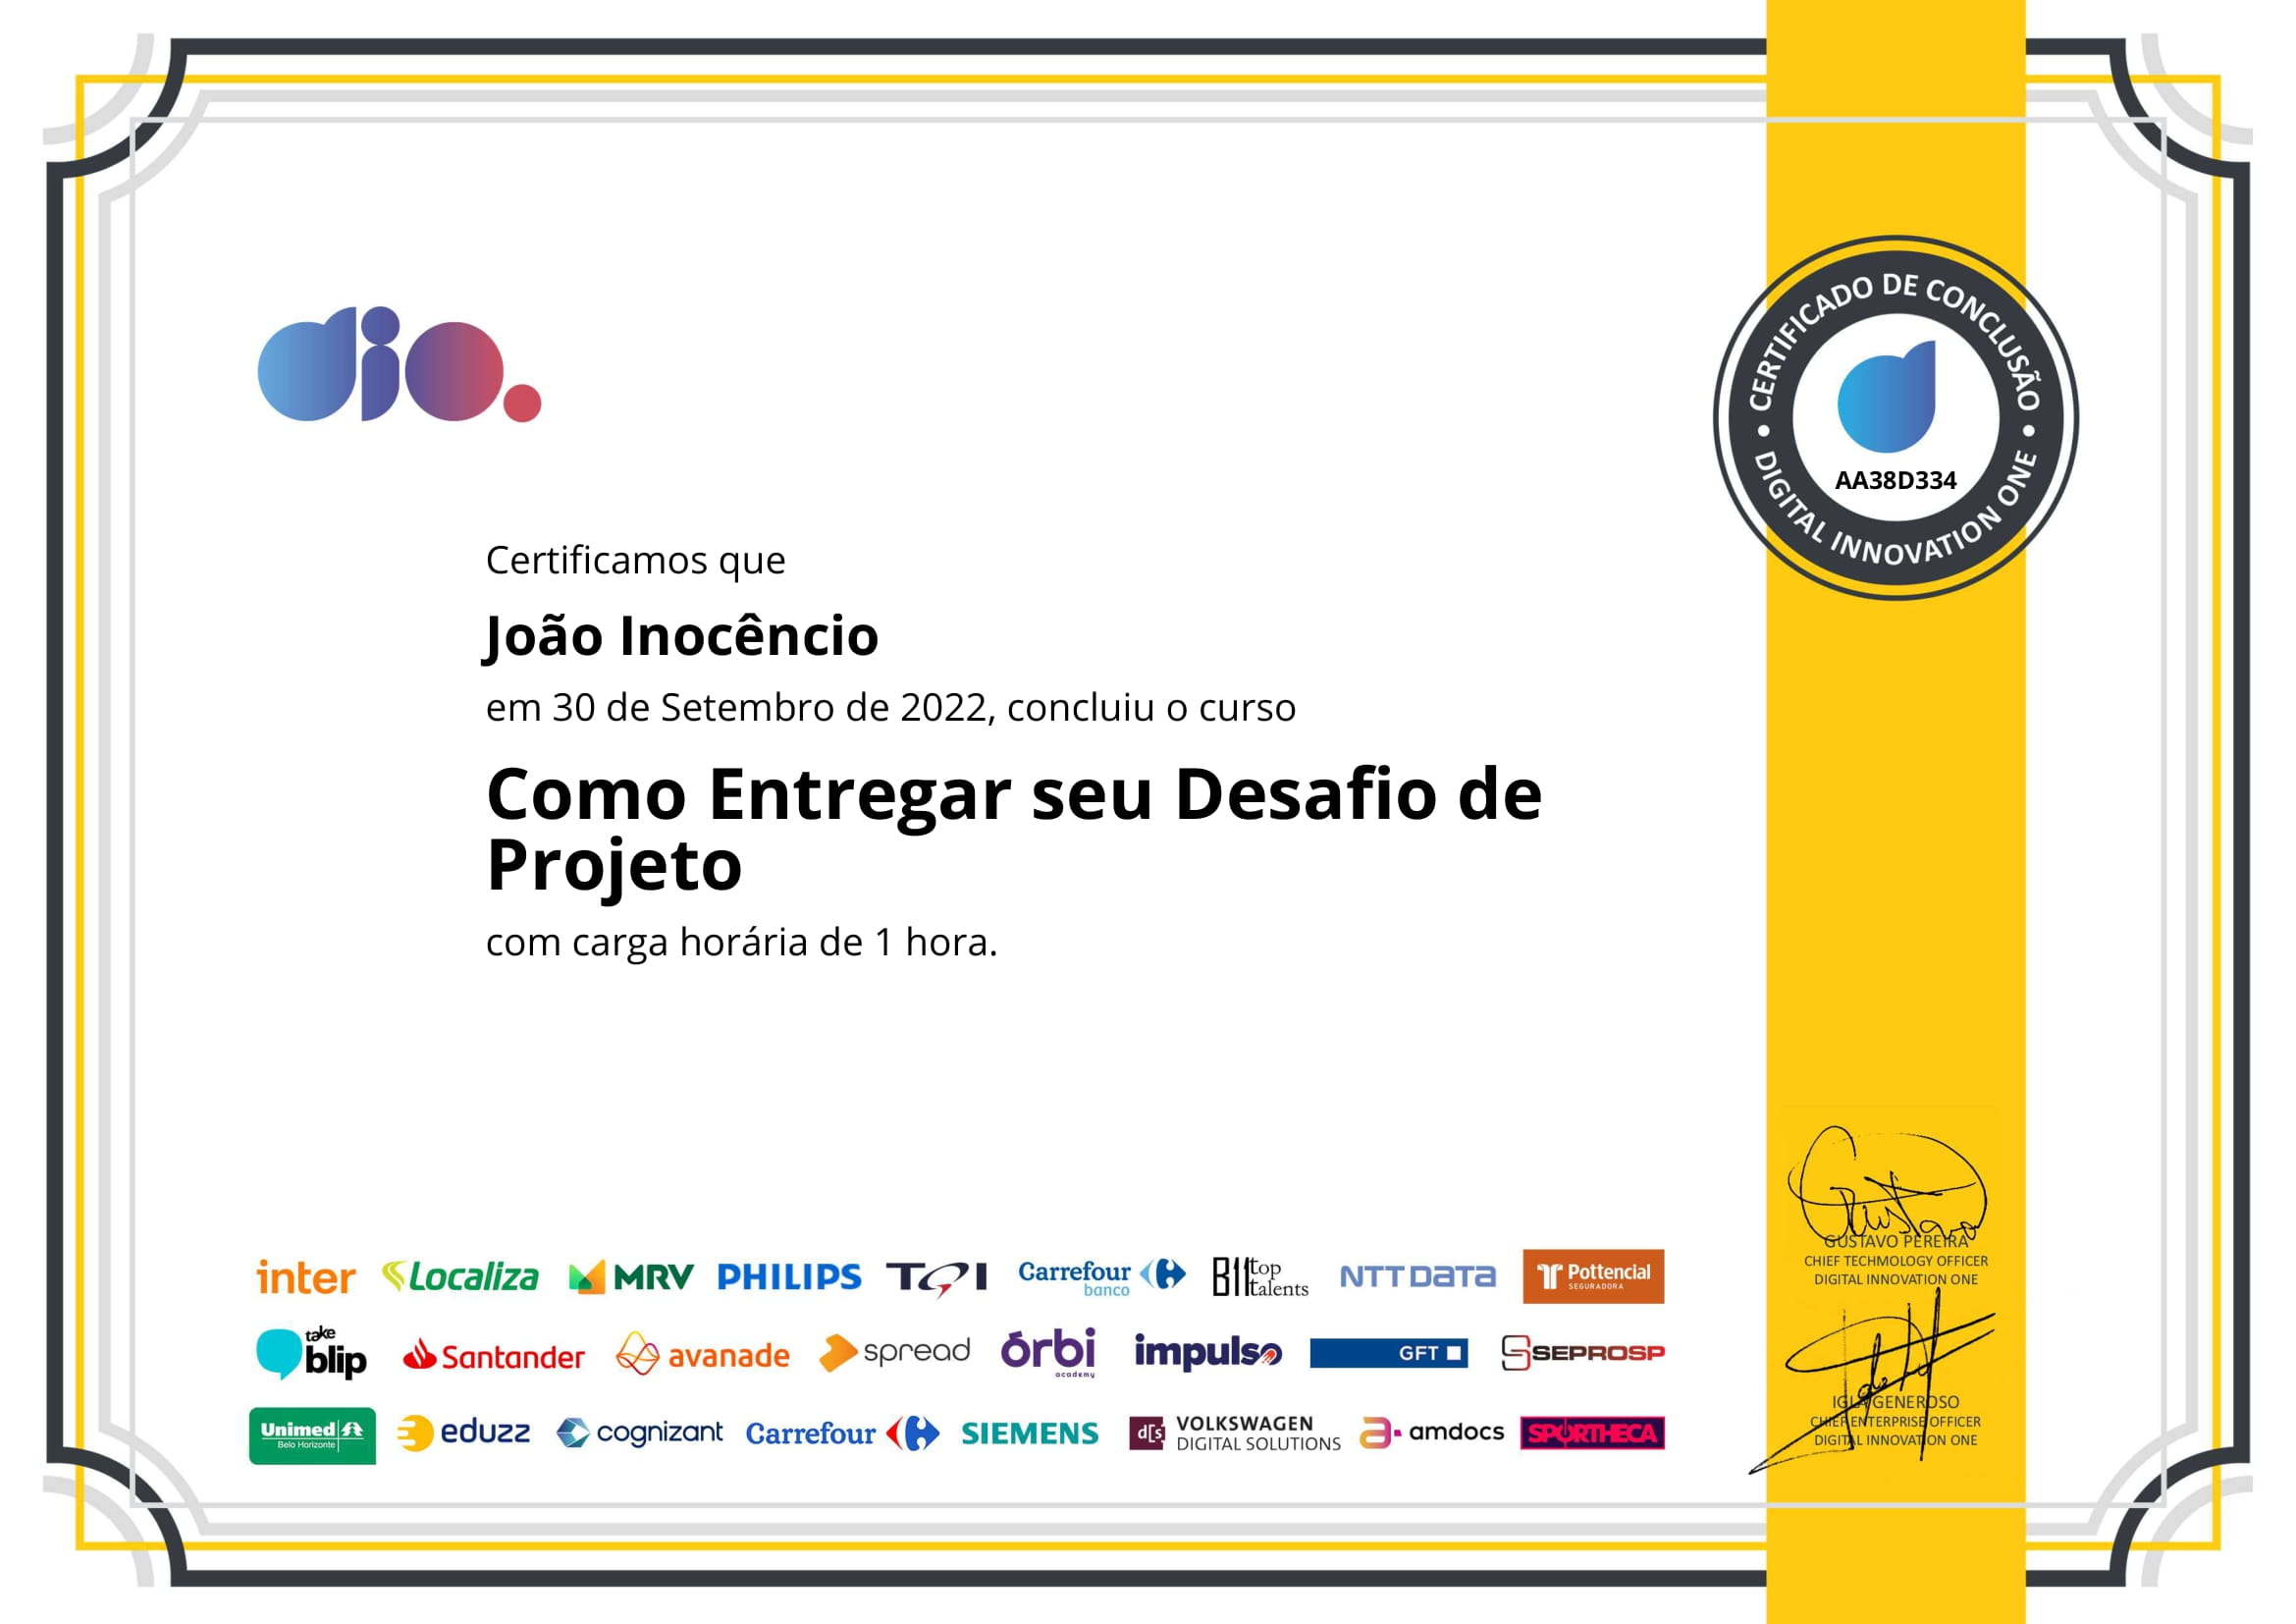 dio.
CERTIFICADO DE CONCLUSÃO
DIGITAL INNOVATION ONE
AA38D334
Certificamos que
João Inocêncio
em 30 de Setembro de 2022, concluiu o curso
Como Entregar seu Desafio de
Projeto
com carga horária de 1 hora.
Gustavo
GUSTAVO PEREIRA
CHIEF TECHMOLOGY OFFICER
DIGITAL INNOVATION ONE
inter Localiza MRV PHILIPS TQI Carrefour banco B11 top talents NTT DATA Pottencial SEGURADORA
take blip Santander avanade spread órbi academy impulso GFT SEPROSP
IGLÁ GENEROSO
CHIEF ENTERPRISE OFFICER
DIGITAL INNOVATION ONE
Unimed Belo Horizonte eduzz cognizant Carrefour SIEMENS d[s VOLKSWAGEN DIGITAL SOLUTIONS a amdocs SPORTHECA